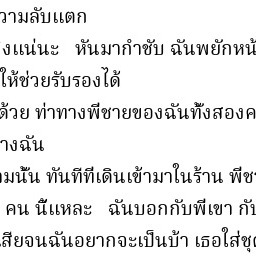 วามลับแตก
งแน่นะ หันมากำชับ ฉันพยักหน้
ให้ช่วยรับรองได้
ด้วย ท่าทางพี่ชายของฉันทั้งสองค
างฉัน
มนั้น ทันทีที่เดินเข้ามาในร้าน พี่ช
คน นี่แหละ ฉันบอกกับพี่เขา กั
เสียจนฉันอยากจะเป็นบ้า เธอใส่ชุด